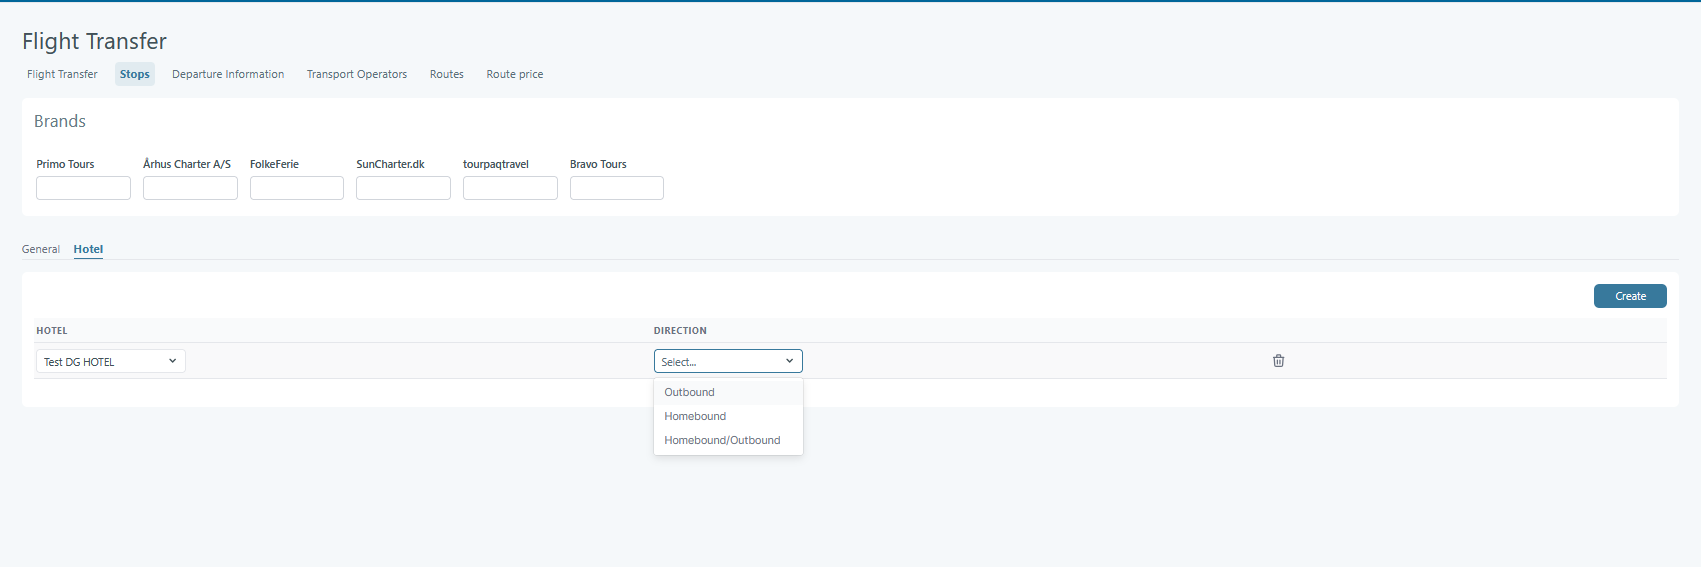 Flight Transfer
Flight Transfer Stops Departure Information Transport Operators Routes Route price
Brands
Primo Tours Århus Charter A/S FolkeFerie SunCharter.dk tourpaqtravel Bravo Tours
General Hotel
Create
HOTEL DIRECTION
Test DG HOTEL Select...
Outbound
Homebound
Homebound/Outbound